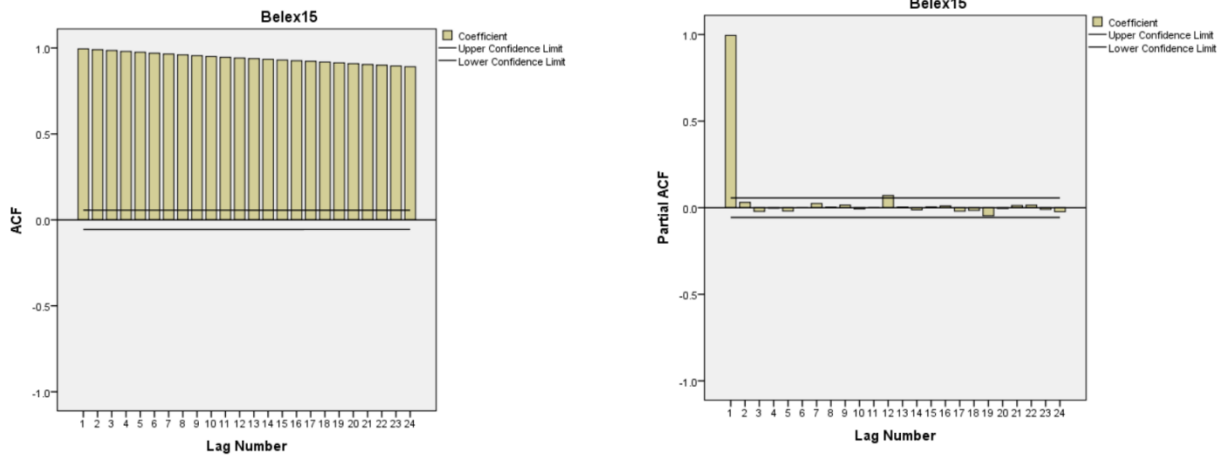 Belex15
Coefficient
Upper Confidence Limit
Lower Confidence Limit
1.0
0.5
0.0
-0.5
-1.0
ACF
1 2 3 4 5 6 7 8 9 10 11 12 13 14 15 16 17 18 19 20 21 22 23 24
Lag Number
Belex15
Coefficient
Upper Confidence Limit
Lower Confidence Limit
1.0
0.5
0.0
-0.5
-1.0
Partial ACF
1 2 3 4 5 6 7 8 9 10 11 12 13 14 15 16 17 18 19 20 21 22 23 24
Lag Number